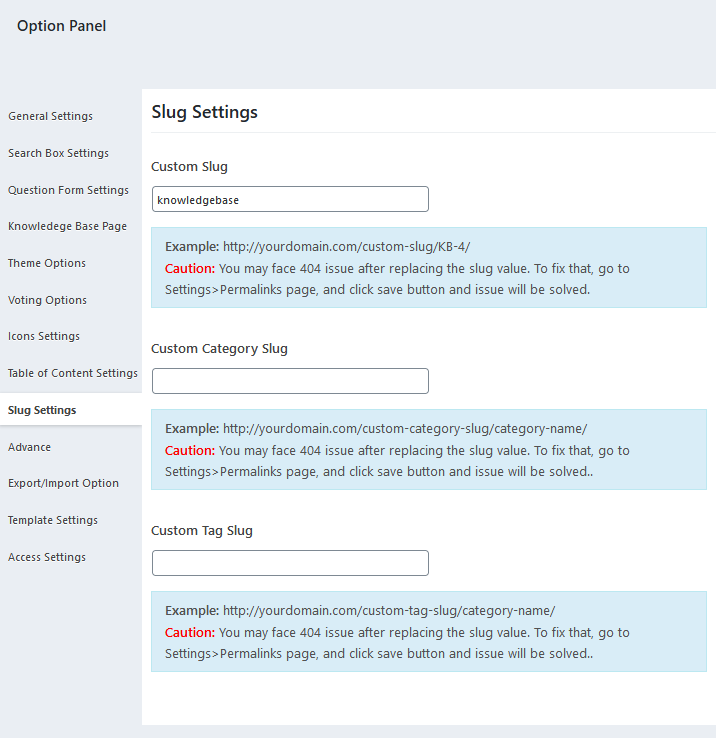 Option Panel
General Settings
Search Box Settings
Question Form Settings
Knowledege Base Page
Theme Options
Voting Options
Icons Settings
Table of Content Settings
Slug Settings
Advance
Export/Import Option
Template Settings
Access Settings
Slug Settings
Custom Slug
knowledgebase
Example: http://yourdomain.com/custom-slug/KB-4/
Caution: You may face 404 issue after replacing the slug value. To fix that, go to
Settings>Permalinks page, and click save button and issue will be solved.
Custom Category Slug
Example: http://yourdomain.com/custom-category-slug/category-name/
Caution: You may face 404 issue after replacing the slug value. To fix that, go to
Settings>Permalinks page, and click save button and issue will be solved..
Custom Tag Slug
Example: http://yourdomain.com/custom-tag-slug/category-name/
Caution: You may face 404 issue after replacing the slug value. To fix that, go to
Settings>Permalinks page, and click save button and issue will be solved..